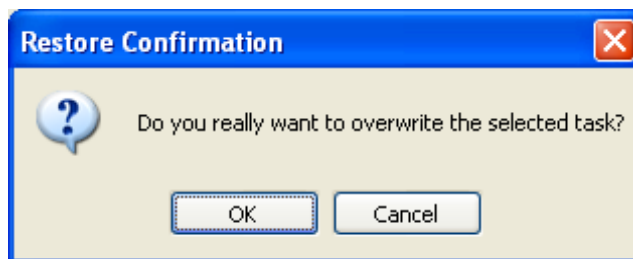 Restore Confirmation
Do you really want to overwrite the selected task?
OK
Cancel